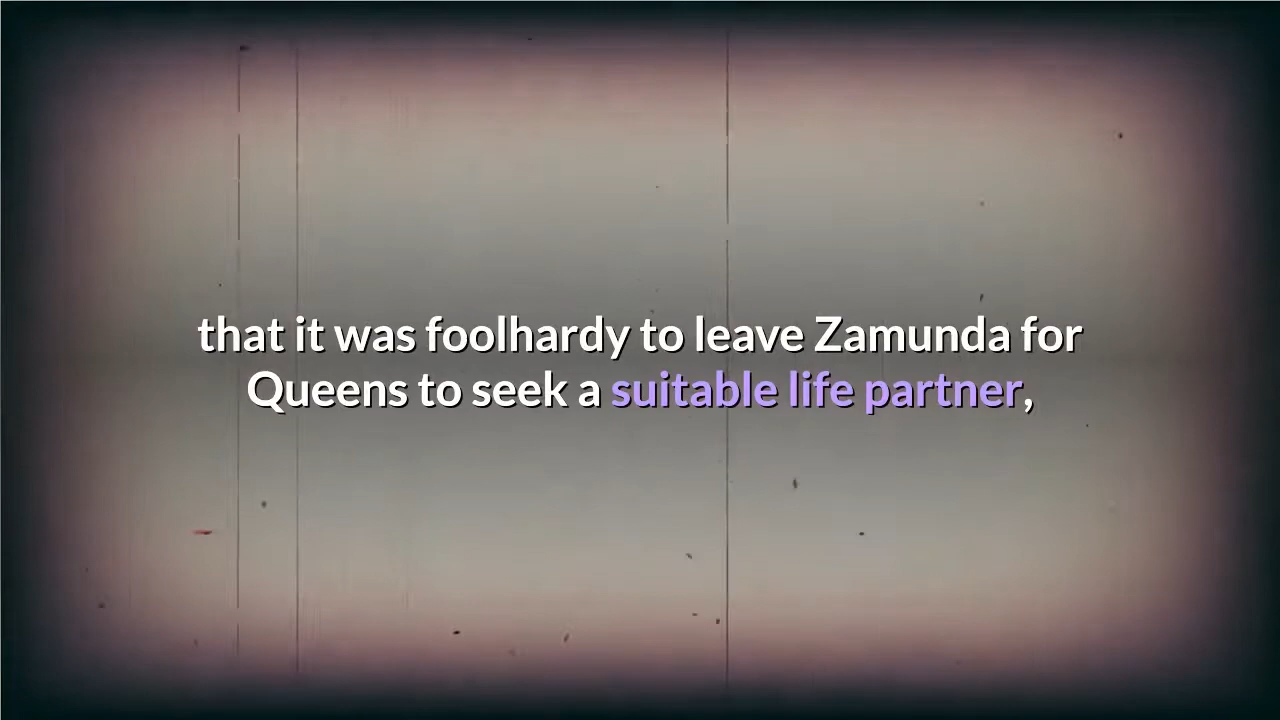 that it was foolhardy to leave Zamunda for
Queens to seek a suitable life partner,